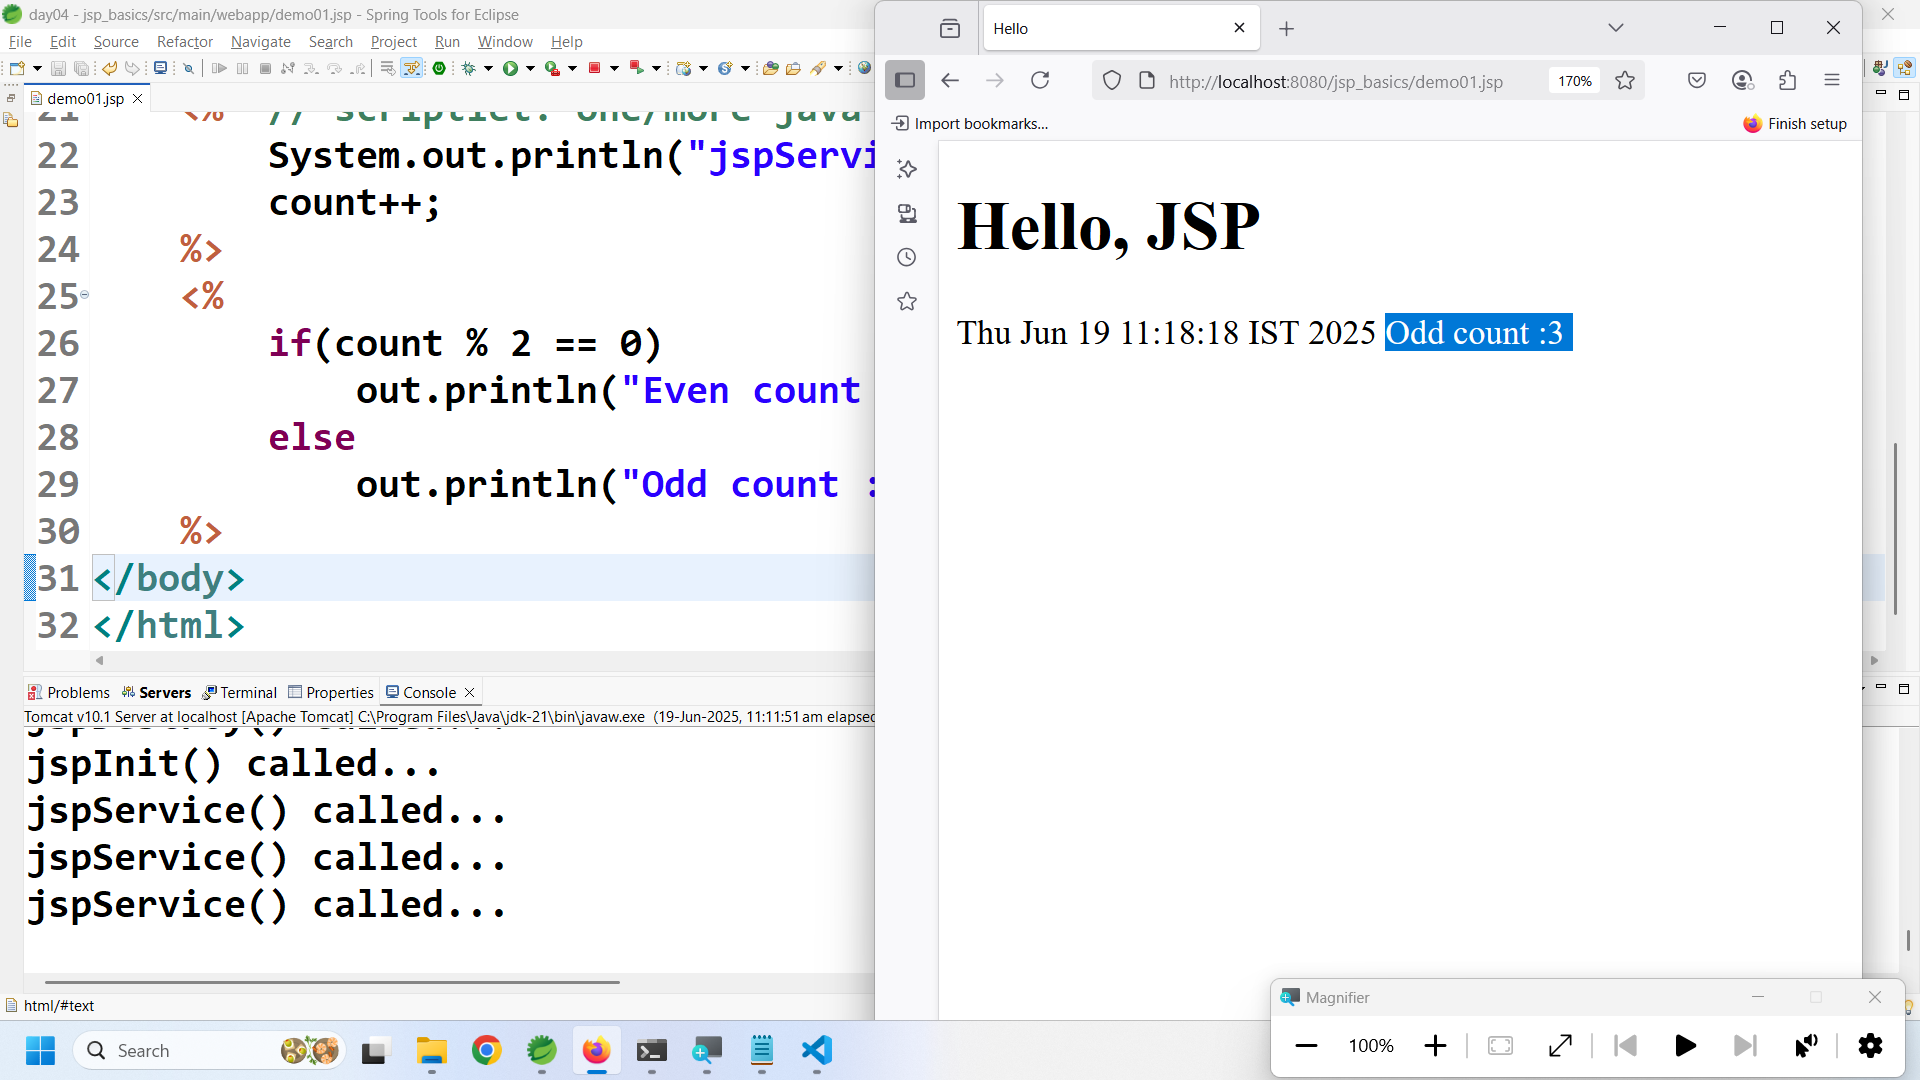 day04 - jsp_basics/src/main/webapp/demo01.jsp - Spring Tools for Eclipse
File Edit Source Refactor Navigate Search Project Run Window Help
demo01.jsp
21 <% // scriptlet: one/more java
22 System.out.println("jspServi
23 count++;
24 %>
25 <%
26 if(count % 2 == 0)
27 out.println("Even count
28 else
29 out.println("Odd count :
30 %>
31 </body>
32 </html>
Problems Servers Terminal Properties Console
Tomcat v10.1 Server at localhost [Apache Tomcat] C:\Program Files\Java\jdk-21\bin\javaw.exe (19-Jun-2025, 11:11:51 am elapsed
jspDestroy() called...
jspInit() called...
jspService() called...
jspService() called...
jspService() called...
html/#text
Hello
http://localhost:8080/jsp_basics/demo01.jsp 170%
Import bookmarks... Finish setup
Hello, JSP
Thu Jun 19 11:18:18 IST 2025 Odd count :3
Magnifier
100%
Search